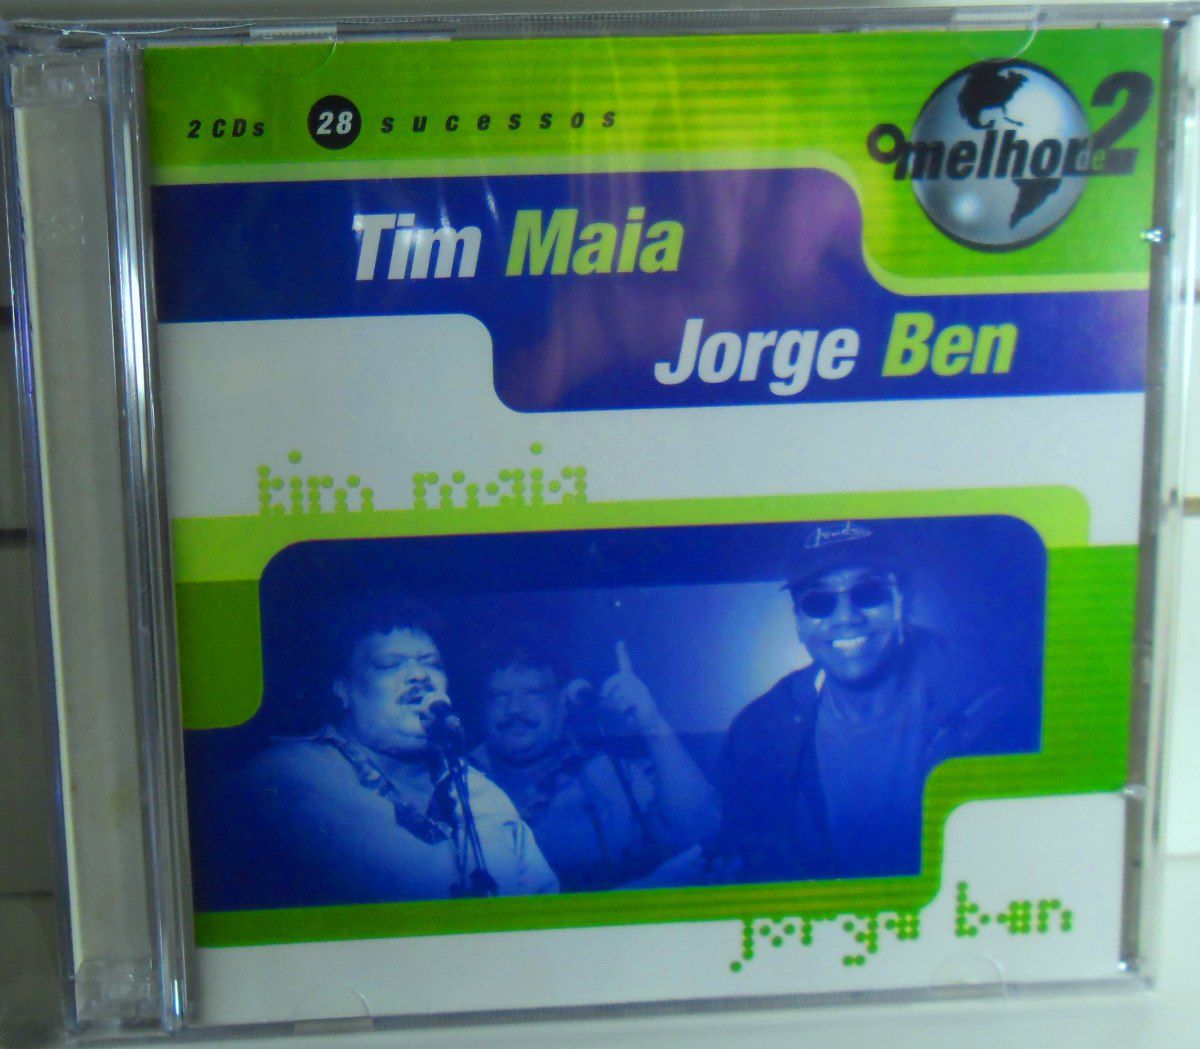 2 CDs 28 sucessos
o melhor de 2
Tim Maia
Jorge Ben
tim maia
jorge ben